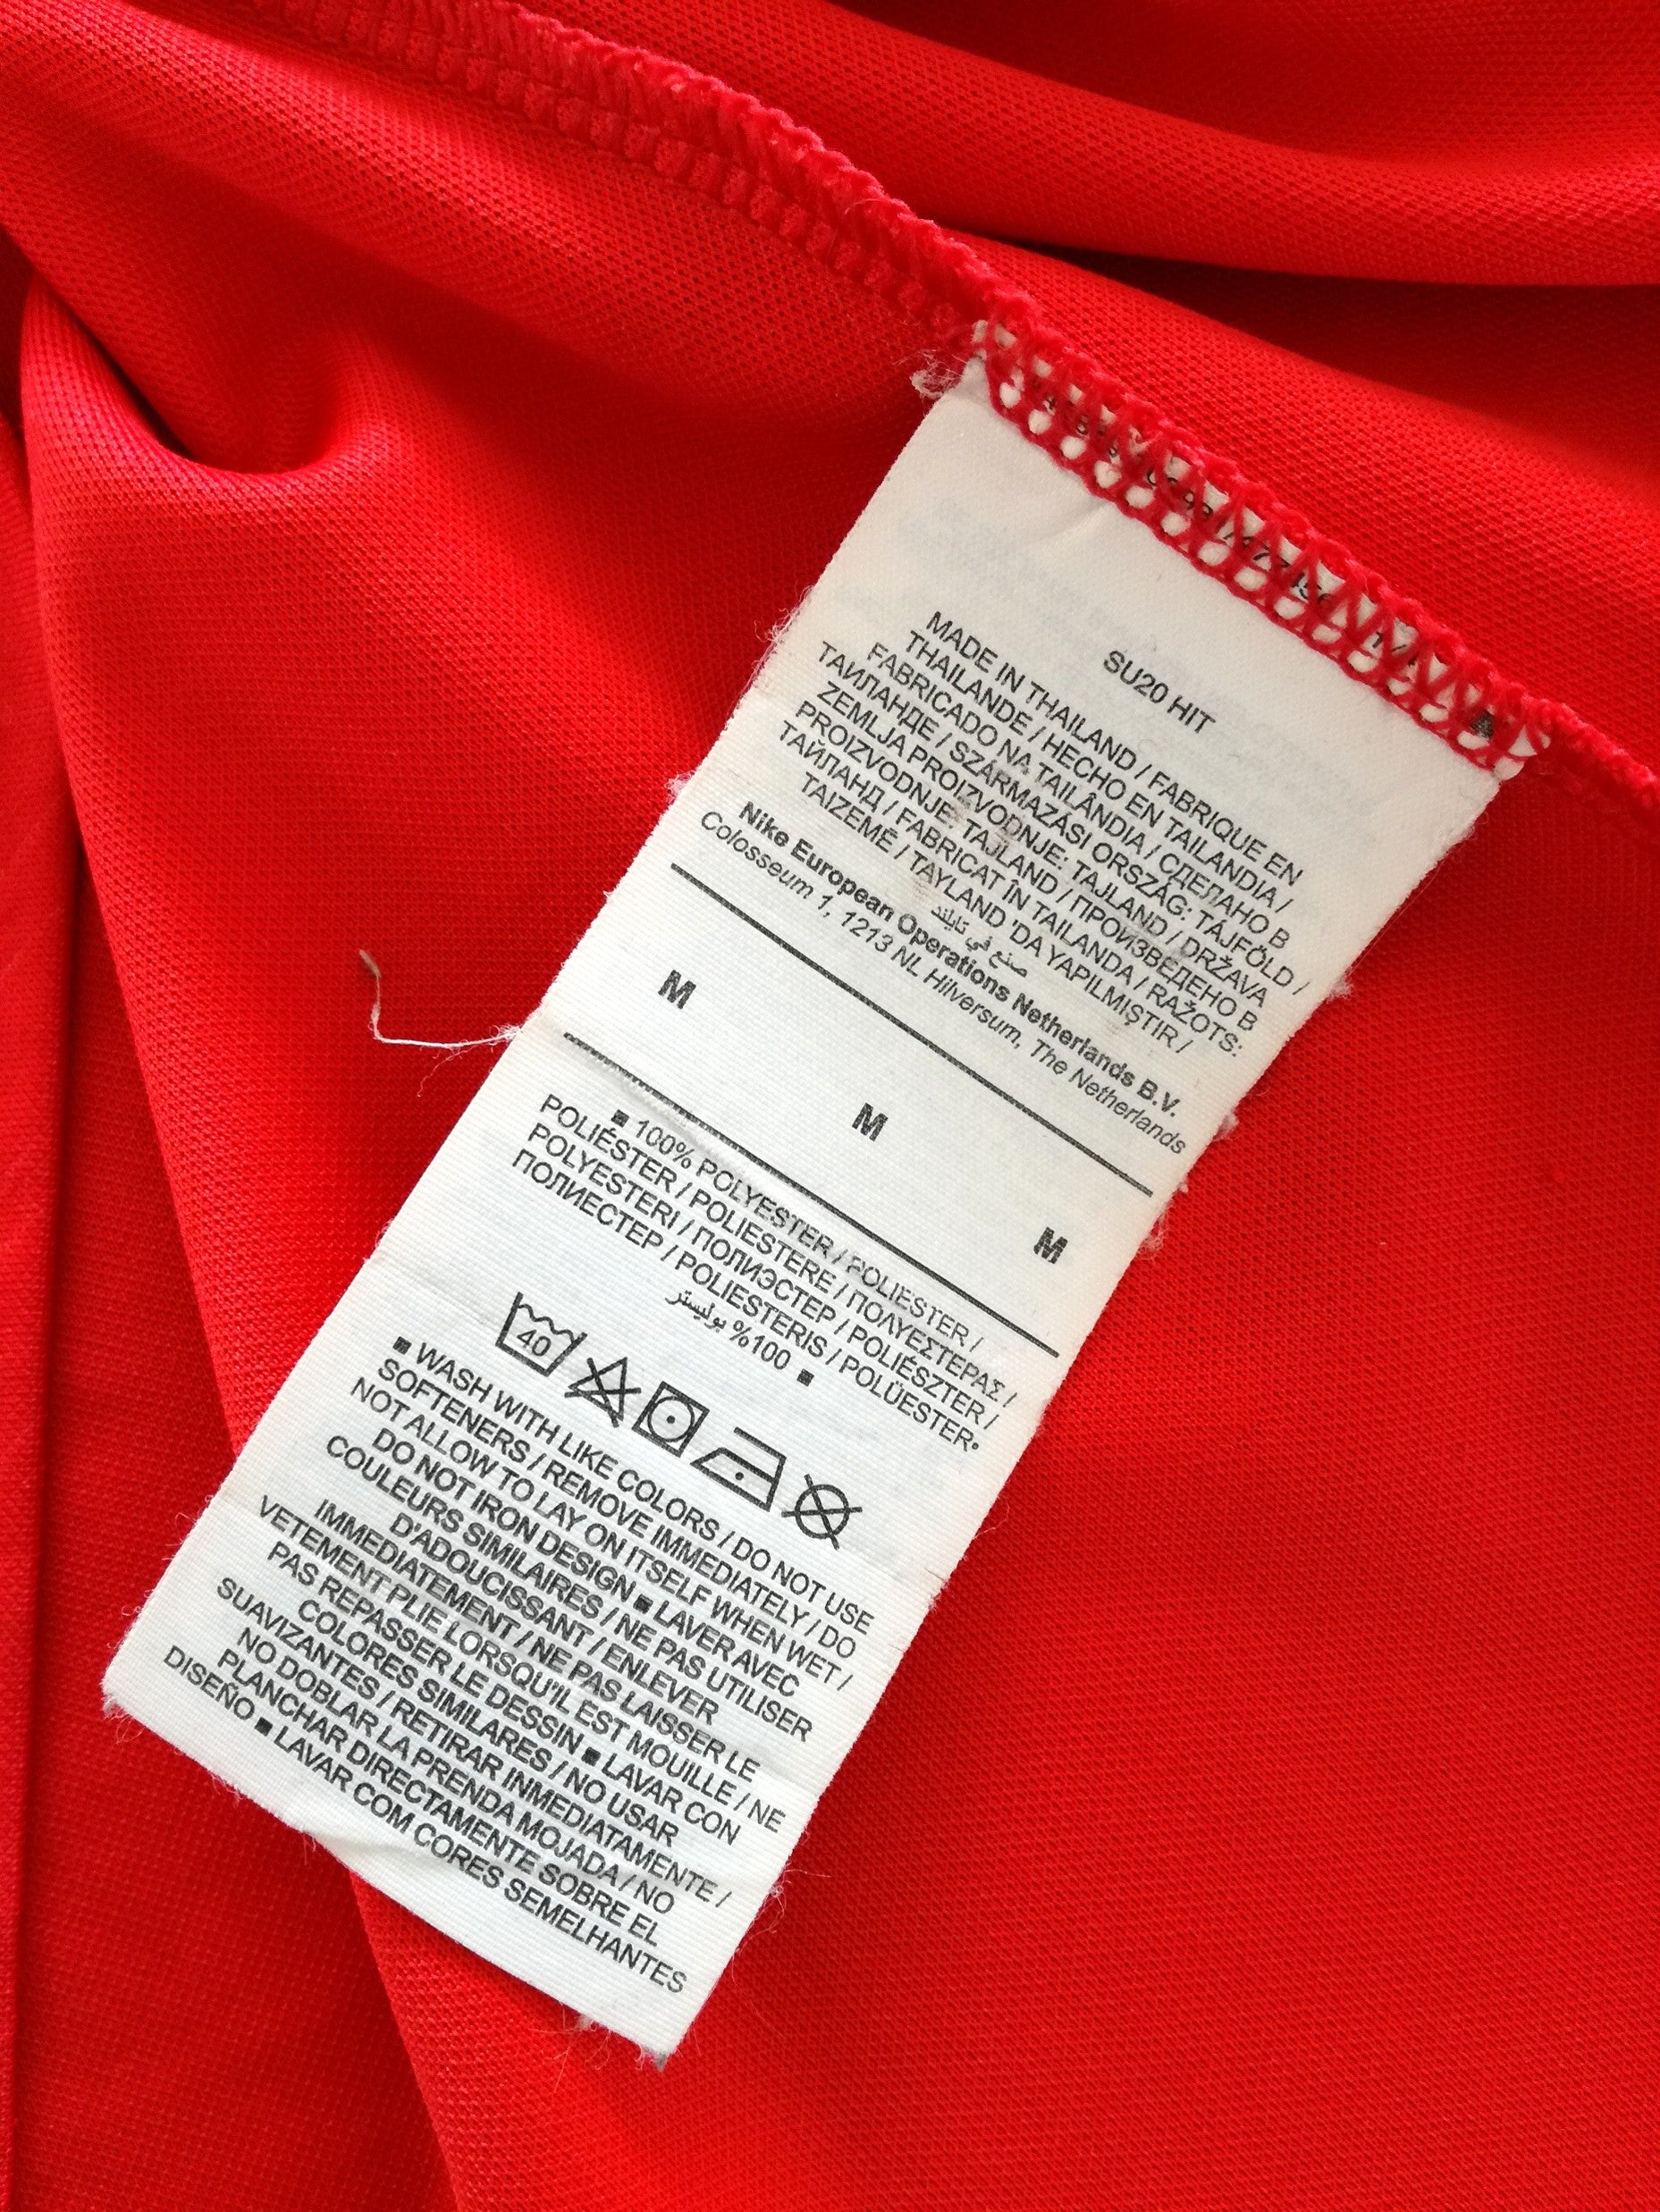 SU20 HIT
MADE IN THAILAND / FABRIQUE EN
THAILANDE / HECHO EN TAILANDIA /
FABRICADO NA TAILÂNDIA / СДЕЛАНО В
ТАИЛАНДЕ / SZÁRMAZÁSI ORSZÁG: TÁJFÖLD /
ZEMLJA PROIZVODNJE: TAJLAND / DRŽAVA
PROIZVODNJE: TAJLAND / ПРОИЗВЕДЕНО В
ТАЙЛАНД / FABRICAT ÎN TAILANDA / RAŽOTS:
TAIZEMĒ / TAYLAND 'DA YAPILMIŞTIR /
صنع في تايلند
Nike European Operations Netherlands B.V.
Colosseum 1, 1213 NL Hilversum, The Netherlands
M M M
■ 100% POLYESTER / POLIESTER /
POLIÉSTER / POLIESTERE / ΠΟΛΥΕΣΤΕΡΑΣ /
POLYESTERI / ПОЛИЭСТЕР / POLIÉSZTER /
ПОЛИЕСТЕР / POLIESTERIS / POLÜESTER•
100% بوليستر ■
40
■ WASH WITH LIKE COLORS / DO NOT USE
SOFTENERS / REMOVE IMMEDIATELY / DO
NOT ALLOW TO LAY ON ITSELF WHEN WET /
DO NOT IRON DESIGN ■ LAVER AVEC
COULEURS SIMILAIRES / NE PAS UTILISER
D'ADOUCISSANT / ENLEVER
IMMEDIATEMENT / NE PAS LAISSER LE
VETEMENT PLIE LORSQU'IL EST MOUILLE / NE
PAS REPASSER LE DESSIN ■ LAVAR CON
COLORES SIMILARES / NO USAR
SUAVIZANTES / RETIRAR INMEDIATAMENTE /
NO DOBLAR LA PRENDA MOJADA / NO
PLANCHAR DIRECTAMENTE SOBRE EL
DISEÑO ■ LAVAR COM CORES SEMELHANTES